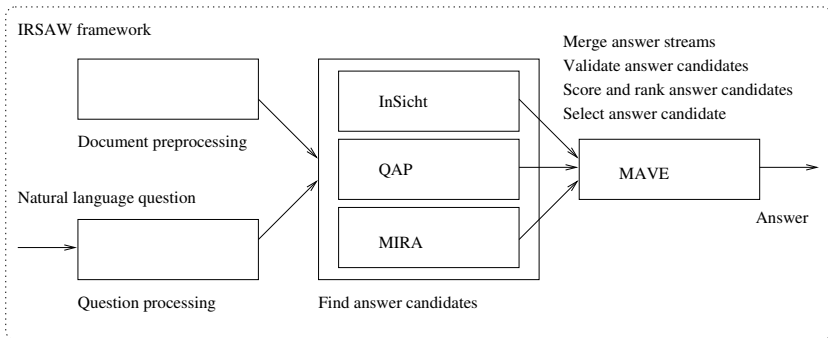 IRSAW framework
Document preprocessing
Natural language question
Question processing
InSicht
QAP
MIRA
Find answer candidates
Merge answer streams
Validate answer candidates
Score and rank answer candidates
Select answer candidate
MAVE
Answer